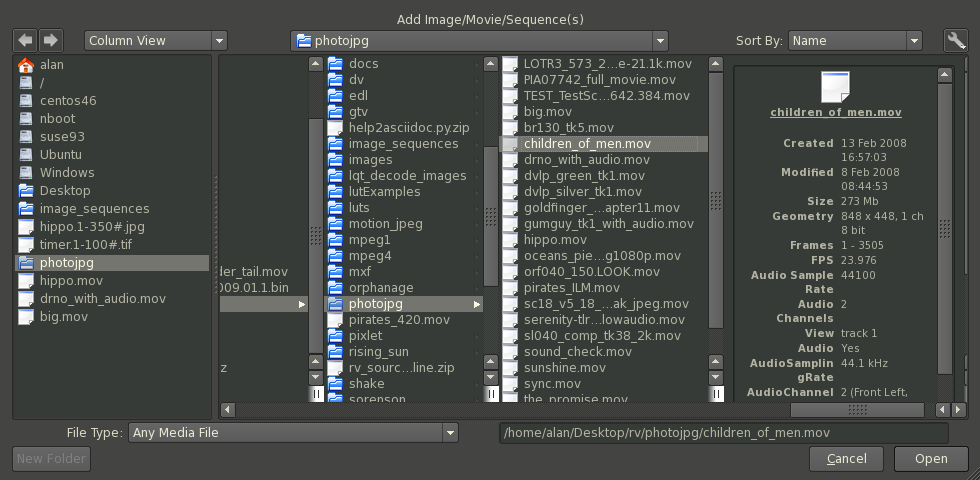 Add Image/Movie/Sequence(s)
Column View
photojpg
Sort By: Name
alan
/
centos46
nboot
suse93
Ubuntu
Windows
Desktop
image_sequences
hippo.1-350#.jpg
timer.1-100#.tif
photojpg
hippo.mov
drno_with_audio.mov
big.mov
der_tail.mov
009.01.1.bin
z
docs
dv
edl
gtv
help2asciidoc.py.zip
image_sequences
images
lqt_decode_images
lutExamples
luts
motion_jpeg
mpeg1
mpeg4
mxf
orphanage
photojpg
pirates_420.mov
pixlet
rising_sun
rv_sourc...line.zip
shake
sorenson
LOTR3_573_2...e-21.1k.mov
PIA07742_full_movie.mov
TEST_TestSc...642.384.mov
big.mov
br130_tk5.mov
children_of_men.mov
drno_with_audio.mov
dvlp_green_tk1.mov
dvlp_silver_tk1.mov
goldfinger_...apter11.mov
gumguy_tk1_with_audio.mov
hippo.mov
oceans_pie...g1080p.mov
orf040_150.LOOK.mov
pirates_ILM.mov
sc18_v5_18_...ak_jpeg.mov
serenity-tlr...lowaudio.mov
sl040_comp_tk38_2k.mov
sound_check.mov
sunshine.mov
sync.mov
the_promise.mov
children_of_men.mov
Created 13 Feb 2008
16:57:03
Modified 8 Feb 2008
08:44:53
Size 273 Mb
Geometry 848 x 448, 1 ch
8 bit
Frames 1 - 3505
FPS 23.976
Audio Sample 44100
Rate
Audio 2
Channels
View track 1
Audio Yes
AudioSamplin 44.1 kHz
gRate
AudioChannel 2 (Front Left,
File Type: Any Media File
/home/alan/Desktop/rv/photojpg/children_of_men.mov
New Folder
Cancel
Open